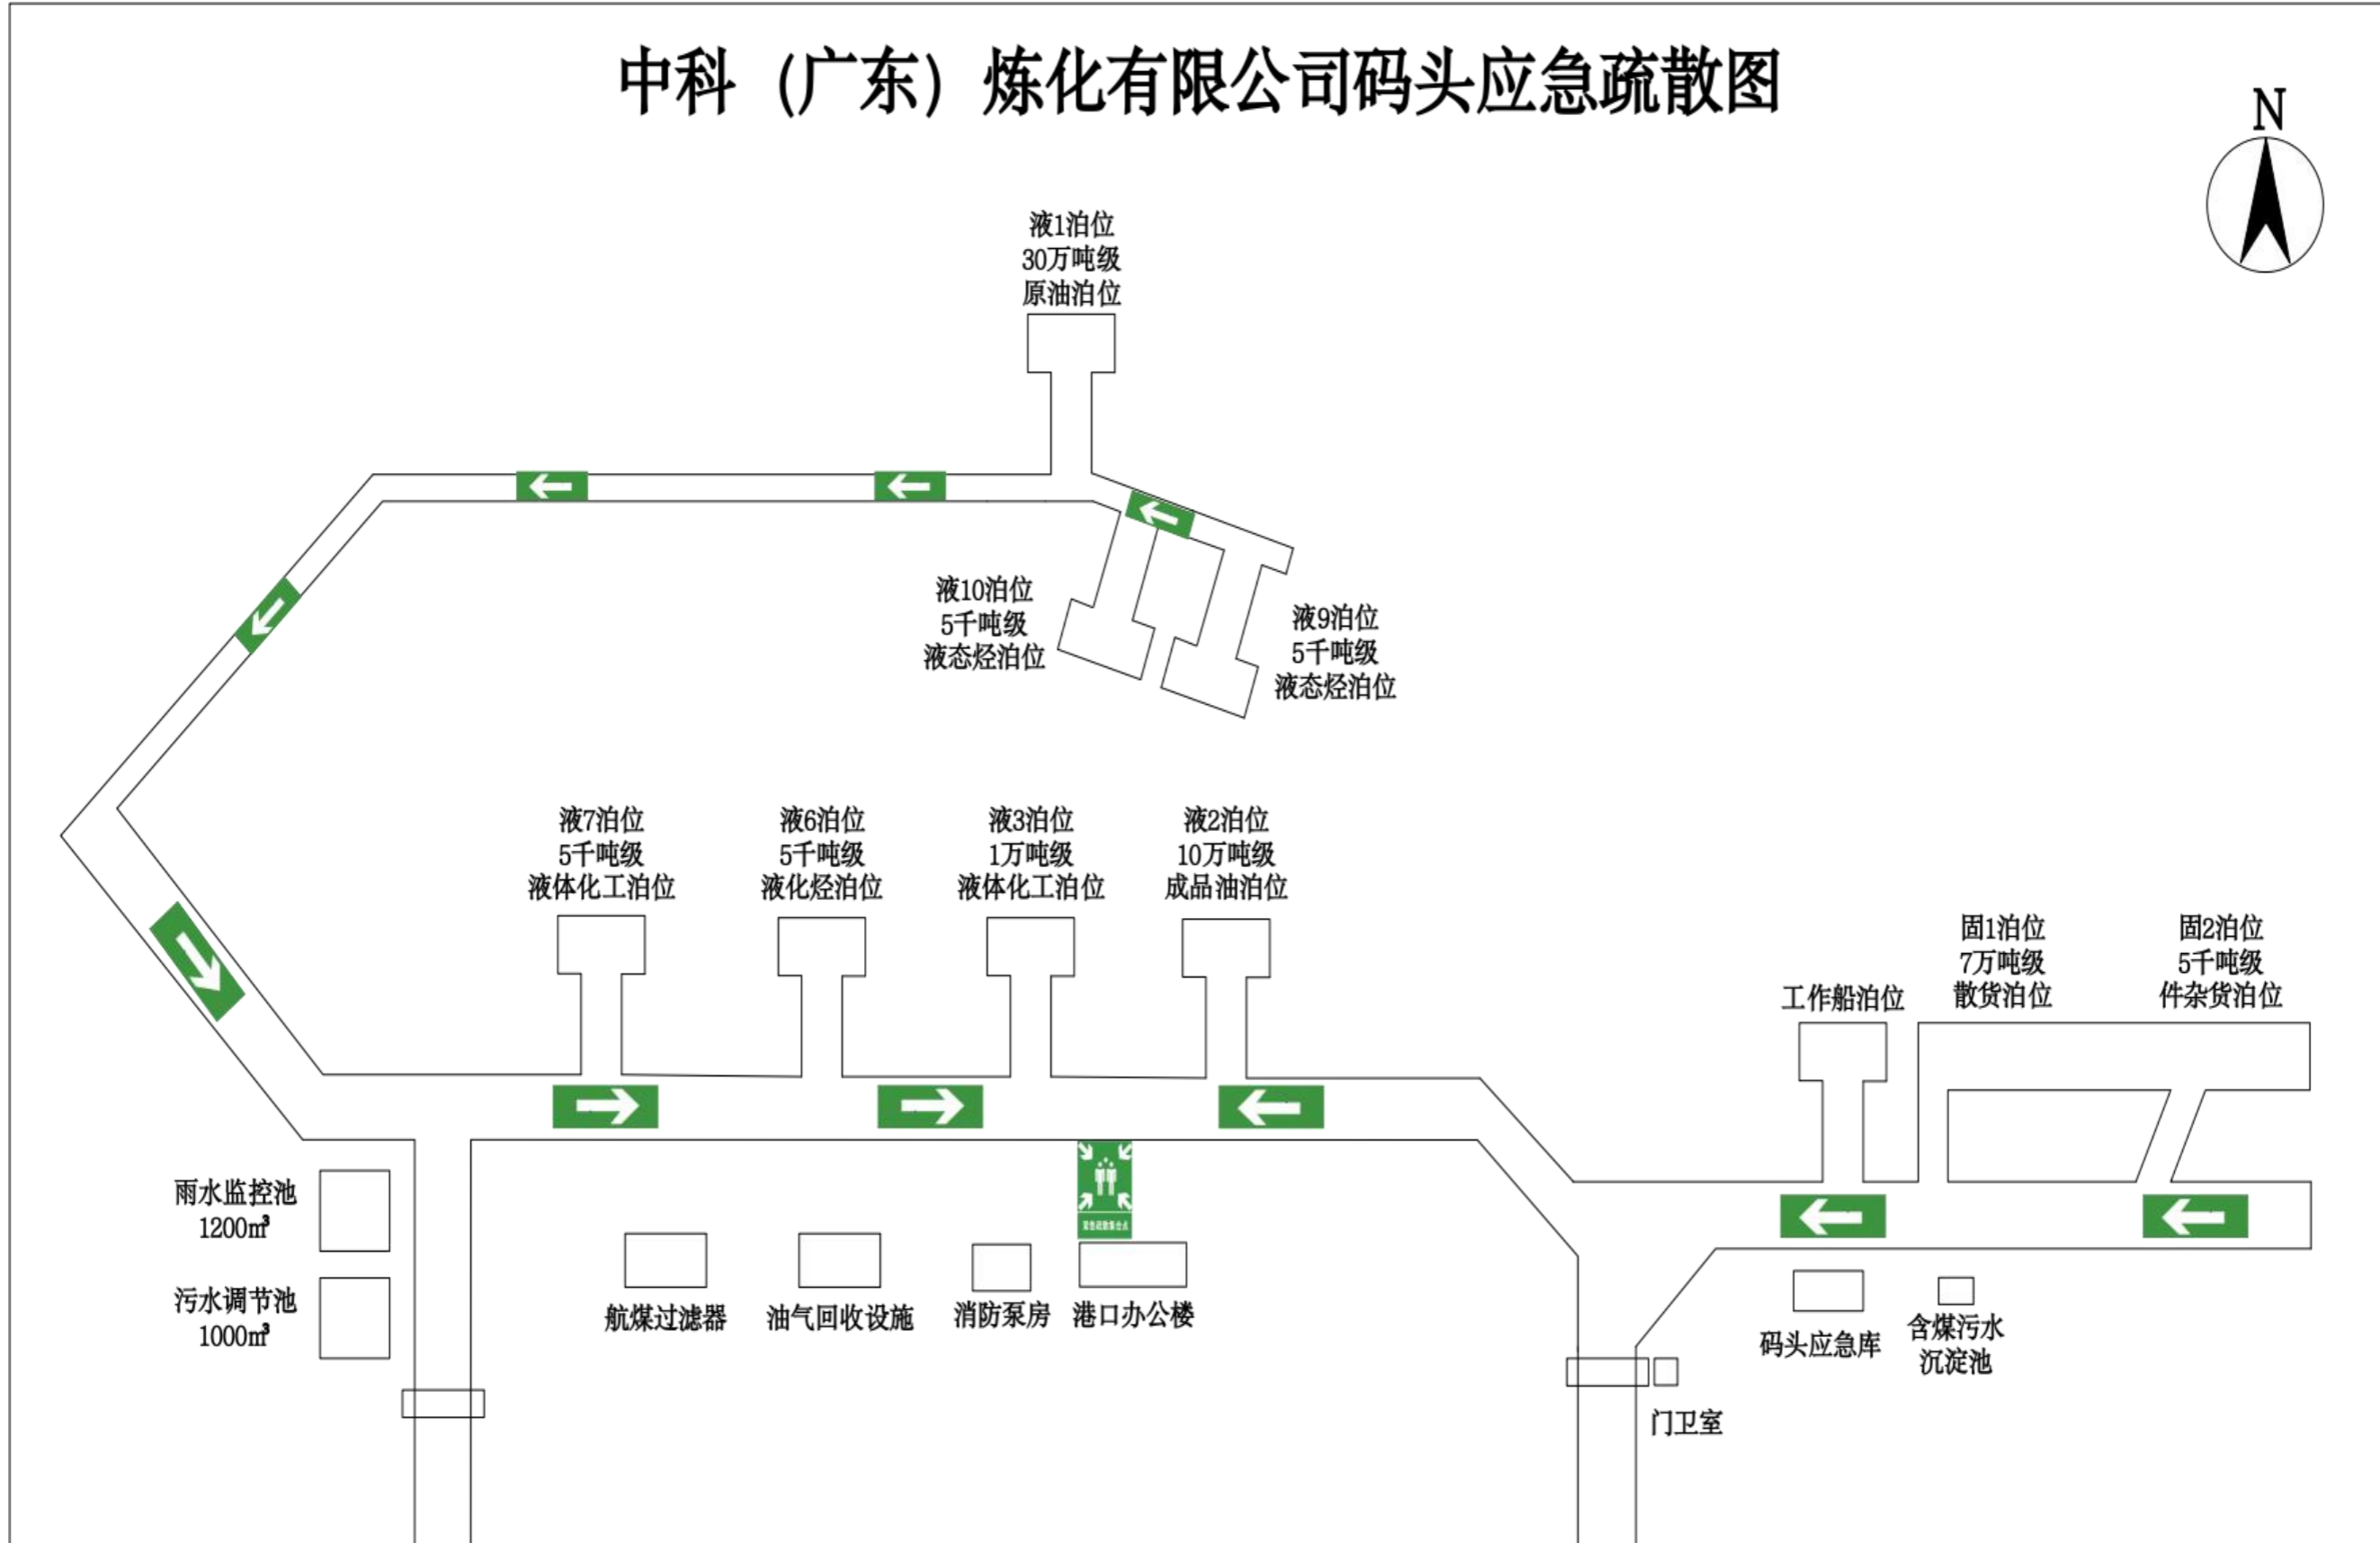 中科（广东）炼化有限公司码头应急疏散图
N
液1泊位
30万吨级
原油泊位
液10泊位
5千吨级
液态烃泊位
液9泊位
5千吨级
液态烃泊位
液7泊位
5千吨级
液体化工泊位
液6泊位
5千吨级
液化烃泊位
液3泊位
1万吨级
液体化工泊位
液2泊位
10万吨级
成品油泊位
工作船泊位
固1泊位
7万吨级
散货泊位
固2泊位
5千吨级
件杂货泊位
雨水监控池
1200m³
污水调节池
1000m³
航煤过滤器
油气回收设施
消防泵房
港口办公楼
码头应急库
含煤污水
沉淀池
门卫室